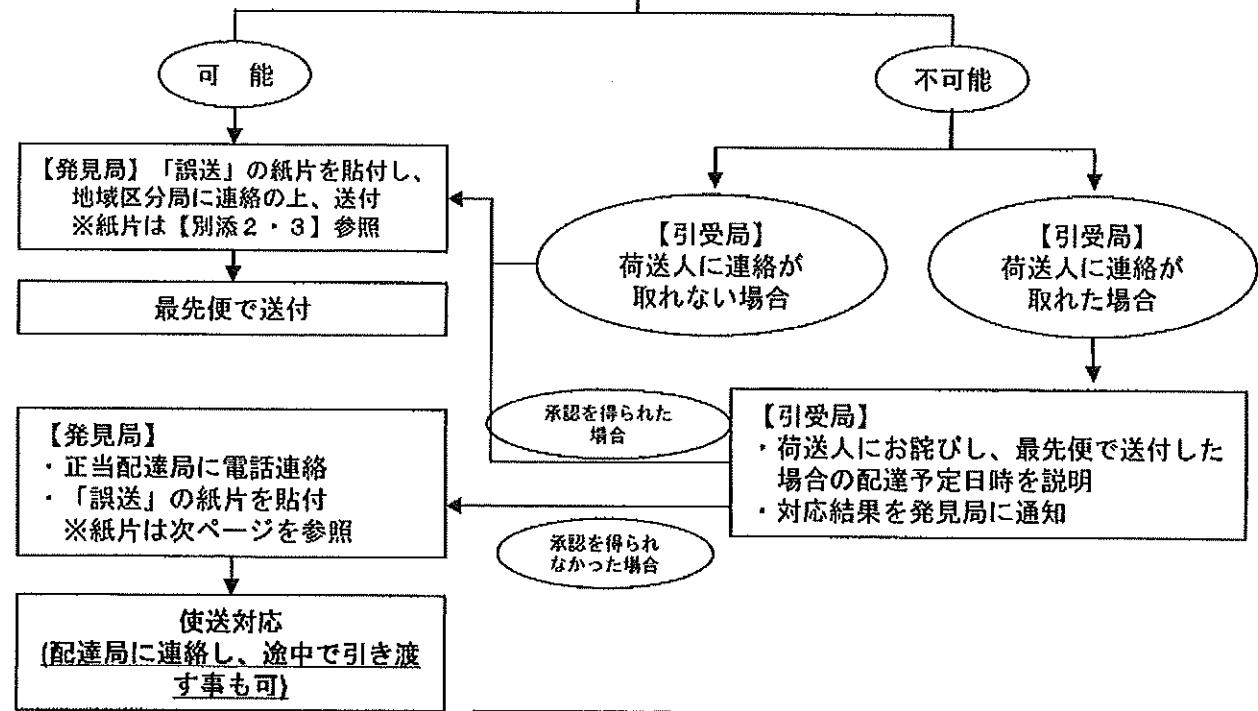 可 能
不可能
【発見局】「誤送」の紙片を貼付し、
地域区分局に連絡の上、送付
※紙片は【別添2・3】参照
最先便で送付
【引受局】
荷送人に連絡が
取れない場合
【引受局】
荷送人に連絡が
取れた場合
承認を得られた
場合
【引受局】
・荷送人にお詫びし、最先便で送付した
場合の配達予定日時を説明
・対応結果を発見局に通知
【発見局】
・正当配達局に電話連絡
・「誤送」の紙片を貼付
※紙片は次ページを参照
承認を得られ
なかった場合
使送対応
(配達局に連絡し、途中で引き渡
す事も可)